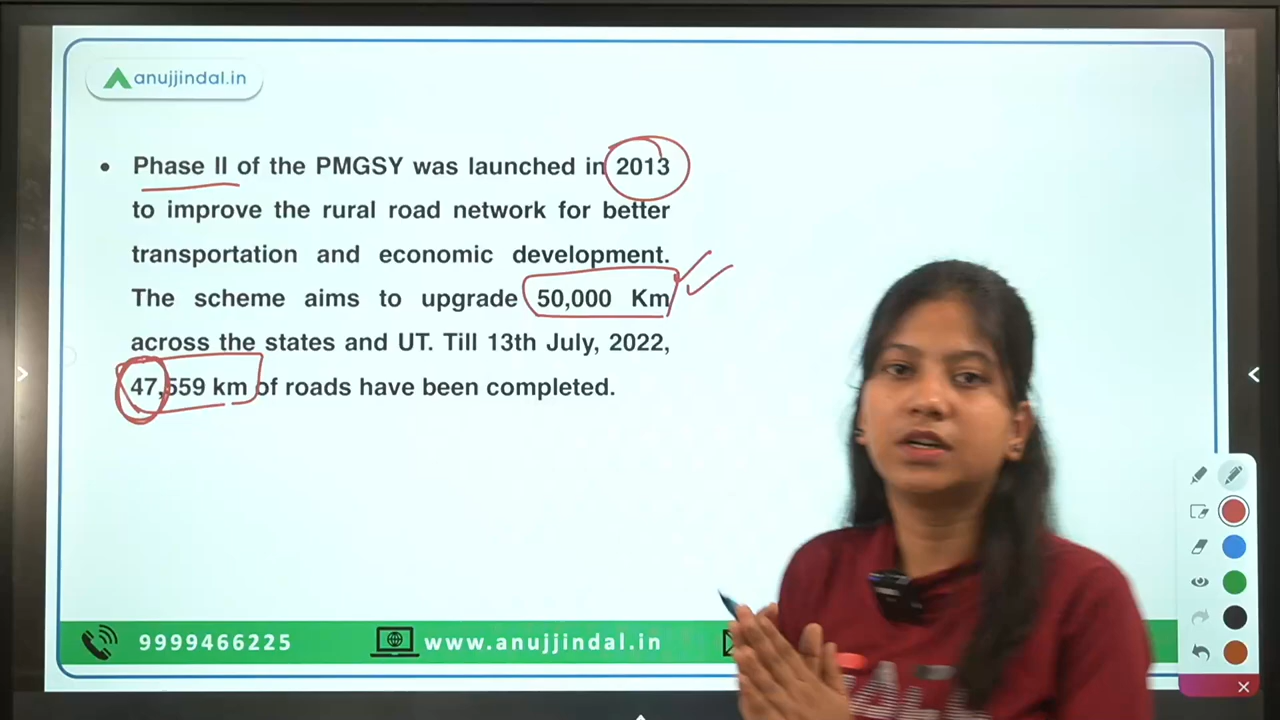 anujjindal.in
• Phase II of the PMGSY was launched in 2013
to improve the rural road network for better
transportation and economic development.
The scheme aims to upgrade 50,000 Km
across the states and UT. Till 13th July, 2022,
47,559 km of roads have been completed.
9999466225
www.anujjindal.in